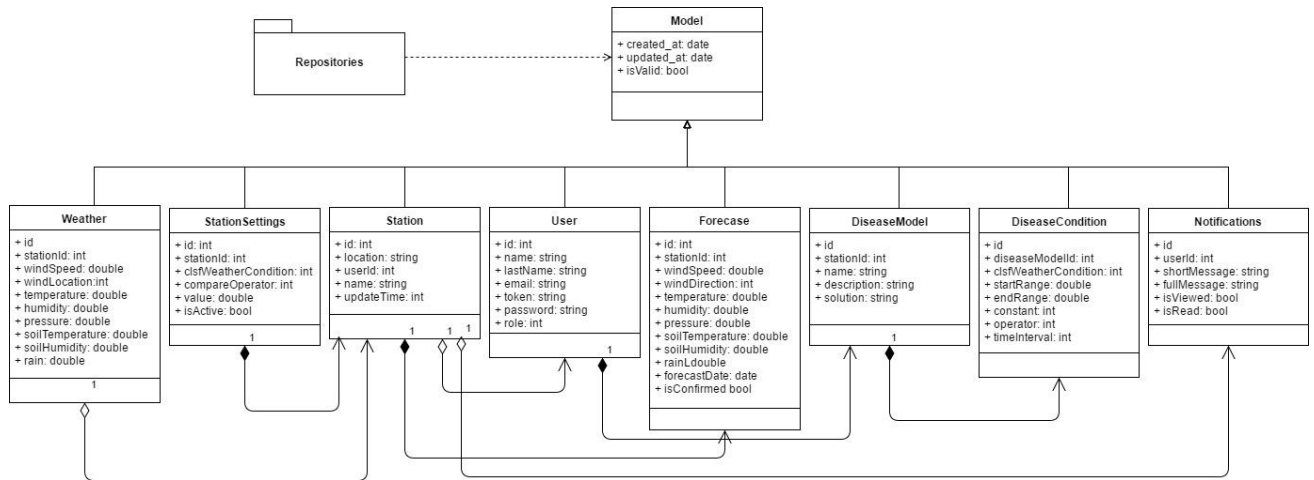 Model
+ created_at: date
+ updated_at: date
+ isValid: bool
Repositories
Weather
+ id
+ stationId: int
+ windSpeed: double
+ windLocation:int
+ temperature: double
+ humidity: double
+ pressure: double
+ soilTemperature: double
+ soilHumidity: double
+ rain: double
1
StationSettings
+ id: int
+ stationId: int
+ clsfWeatherCondition: int
+ compareOperator: int
+ value: double
+ isActive: bool
1
Station
+ id: int
+ location: string
+ userId: int
+ name: string
+ updateTime: int
1
1
1
User
+ id: int
+ name: string
+ lastName: string
+ email: string
+ token: string
+ password: string
+ role: int
1
Forecase
+ id: int
+ stationId: int
+ windSpeed: double
+ windDirection: int
+ temperature: double
+ humidity: double
+ pressure: double
+ soilTemperature: double
+ soilHumidity: double
+ rainLdouble
+ forecastDate: date
+ isConfirmed bool
DiseaseModel
+ id
+ stationId: int
+ name: string
+ description: string
+ solution: string
1
DiseaseCondition
+ id
+ diseaseModelId: int
+ clsfWeatherCondition: int
+ startRange: double
+ endRange: double
+ constant: int
+ operator: int
+ timeInterval: int
Notifications
+ id
+ userId: int
+ shortMessage: string
+ fullMessage: string
+ isViewed: bool
+ isRead: bool